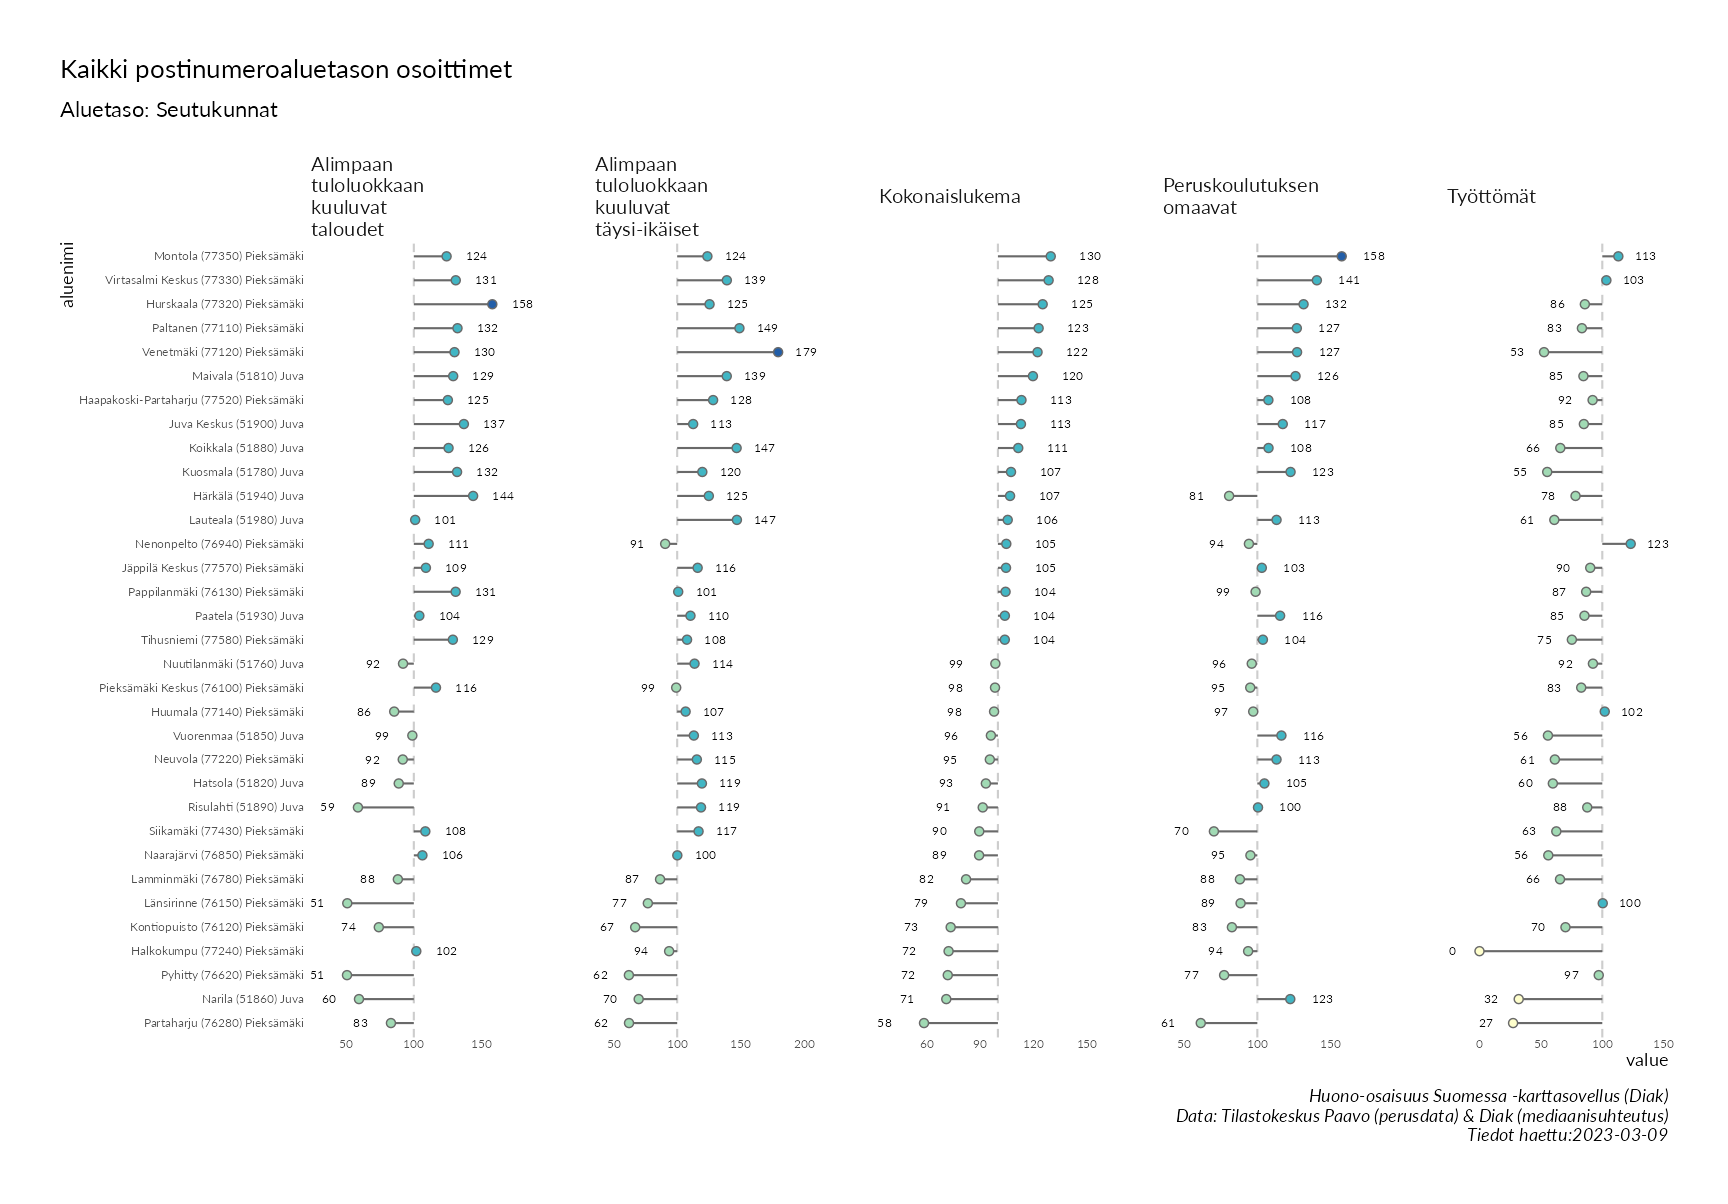 Kaikki postinumeroaluetason osoittimet
Aluetaso: Seutukunnat
Alimpaan
tuloluokkaan
kuuluvat
taloudet
Alimpaan
tuloluokkaan
kuuluvat
täysi-ikäiset
Kokonaislukema
Peruskoulutuksen
omaavat
Työttömät
aluenimi
Montola (77350) Pieksämäki 124 124 130 158 113
Virtasalmi Keskus (77330) Pieksämäki 131 139 128 141 103
Hurskaala (77320) Pieksämäki 158 125 125 132 86
Paltanen (77110) Pieksämäki 132 149 123 127 83
Venetmäki (77120) Pieksämäki 130 179 122 127 53
Maivala (51810) Juva 129 139 120 126 85
Haapakoski-Partaharju (77520) Pieksämäki 125 128 113 108 92
Juva Keskus (51900) Juva 137 113 113 117 85
Koikkala (51880) Juva 126 147 111 108 66
Kuosmala (51780) Juva 132 120 107 123 55
Härkälä (51940) Juva 144 125 107 81 78
Lauteala (51980) Juva 101 147 106 113 61
Nenonpelto (76940) Pieksämäki 111 91 105 94 123
Jäppilä Keskus (77570) Pieksämäki 109 116 105 103 90
Pappilanmäki (76130) Pieksämäki 131 101 104 99 87
Paatela (51930) Juva 104 110 104 116 85
Tihusniemi (77580) Pieksämäki 129 108 104 104 75
Nuutilanmäki (51760) Juva 92 114 99 96 92
Pieksämäki Keskus (76100) Pieksämäki 116 99 98 95 83
Huumala (77140) Pieksämäki 86 107 98 97 102
Vuorenmaa (51850) Juva 99 113 96 116 56
Neuvola (77220) Pieksämäki 92 115 95 113 61
Hatsola (51820) Juva 89 119 93 105 60
Risulahti (51890) Juva 59 119 91 100 88
Siikamäki (77430) Pieksämäki 108 117 90 70 63
Naarajärvi (76850) Pieksämäki 106 100 89 95 56
Lamminmäki (76780) Pieksämäki 88 87 82 88 66
Länsirinne (76150) Pieksämäki 51 77 79 89 100
Kontiopuisto (76120) Pieksämäki 74 67 73 83 70
Halkokumpu (77240) Pieksämäki 102 94 72 94 0
Pyhitty (76620) Pieksämäki 51 62 72 77 97
Narila (51860) Juva 60 70 71 123 32
Partaharju (76280) Pieksämäki 83 62 58 61 27
50 100 150 50 100 150 200 60 90 120 150 50 100 150 0 50 100 150
value
Huono-osaisuus Suomessa -karttasovellus (Diak)
Data: Tilastokeskus Paavo (perusdata) & Diak (mediaanisuhteutus)
Tiedot haettu:2023-03-09